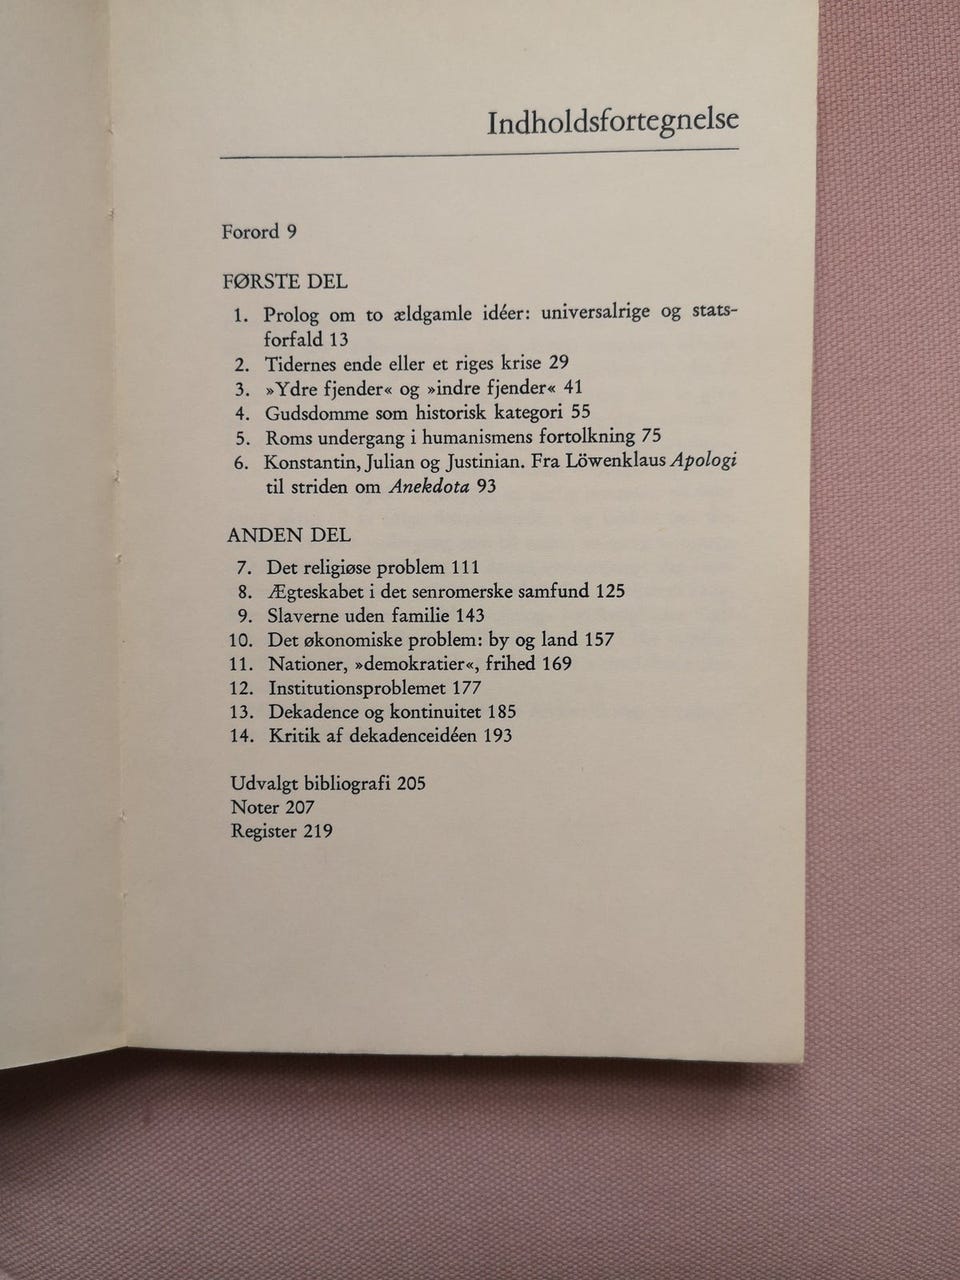 Indholdsfortegnelse
Forord 9
FØRSTE DEL
1. Prolog om to ældgamle idéer: universalrige og stats-
forfald 13
2. Tidernes ende eller et riges krise 29
3. »Ydre fjender« og »indre fjender« 41
4. Gudsdomme som historisk kategori 55
5. Roms undergang i humanismens fortolkning 75
6. Konstantin, Julian og Justinian. Fra Löwenklaus Apologi
til striden om Anekdota 93
ANDEN DEL
7. Det religiøse problem 111
8. Ægteskabet i det senromerske samfund 125
9. Slaverne uden familie 143
10. Det økonomiske problem: by og land 157
11. Nationer, »demokratier«, frihed 169
12. Institutionsproblemet 177
13. Dekadence og kontinuitet 185
14. Kritik af dekadenceidéen 193
Udvalgt bibliografi 205
Noter 207
Register 219